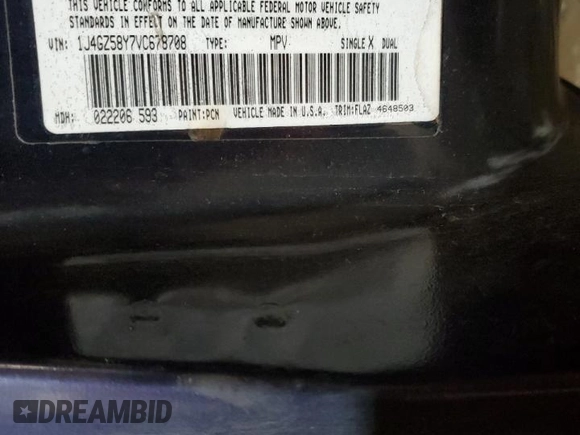 THIS VEHICLE CONFORMS TO ALL APPLICABLE FEDERAL MOTOR VEHICLE SAFETY
STANDARDS IN EFFECT ON THE DATE OF MANUFACTURE SHOWN ABOVE.
VIN: 1J4GZ58Y7VC678708 TYPE: MPV SINGLE X DUAL
MDH: 022206 593 PAINT:PCN VEHICLE MADE IN U.S.A. TRIM:FLAZ 4648503
DREAMBID